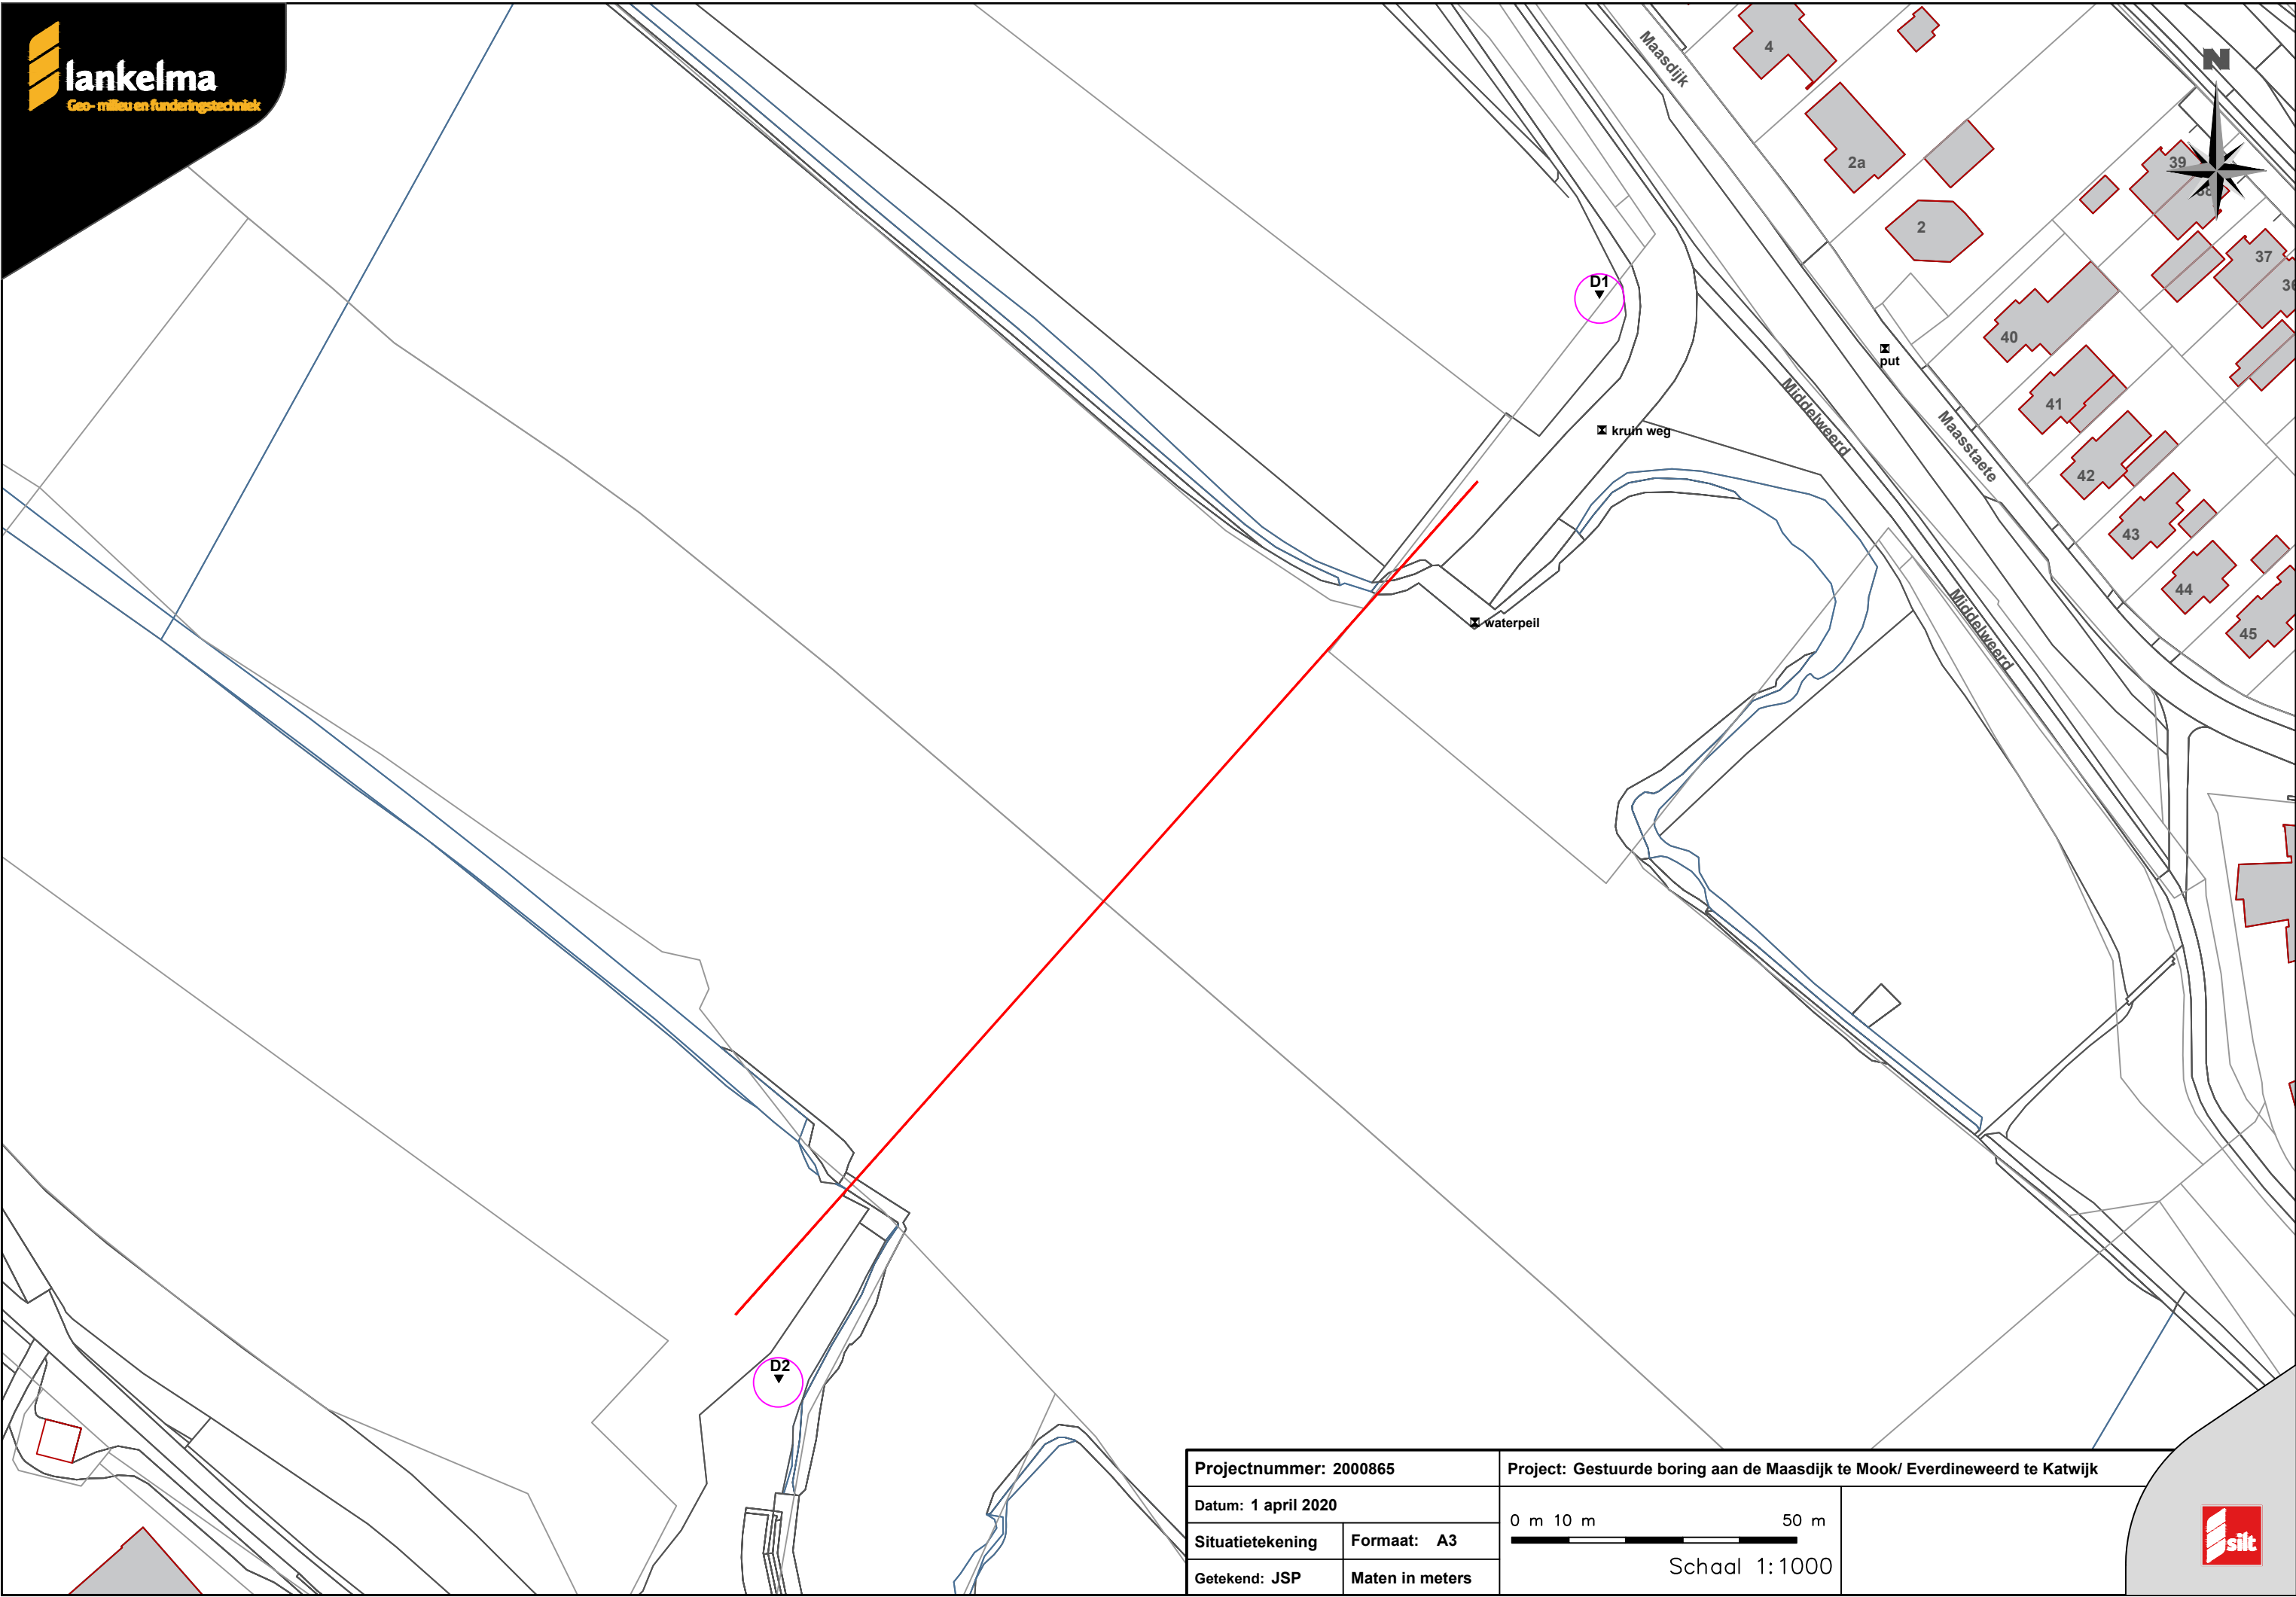 lankelma
Geo- milieu en funderingstechniek
N
Maasdijk
4
2a
2
39
38
37
36
D1
put
40
Middelweerd
41
Maasstaete
kruin weg
42
43
44
Middelweerd
waterpeil
45
D2
Projectnummer: 2000865
Project: Gestuurde boring aan de Maasdijk te Mook/ Everdineweerd te Katwijk
Datum: 1 april 2020
0 m 10 m 50 m
Situatietekening
Formaat: A3
Schaal 1:1000
Getekend: JSP
Maten in meters
silt